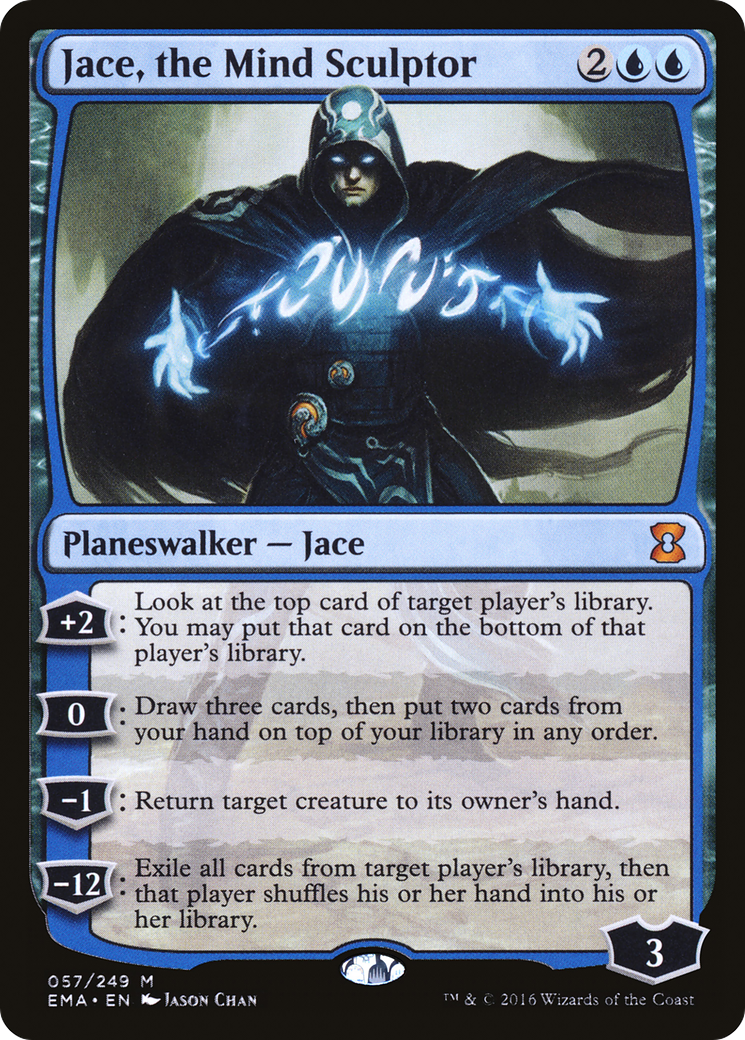 Jace, the Mind Sculptor 2
Planeswalker — Jace
+2 : Look at the top card of target player's library.
You may put that card on the bottom of that
player's library.
0 : Draw three cards, then put two cards from
your hand on top of your library in any order.
−1 : Return target creature to its owner's hand.
−12 : Exile all cards from target player's library, then
that player shuffles his or her hand into his or
her library.
3
057/249 M
EMA • EN Jason Chan
™ & © 2016 Wizards of the Coast